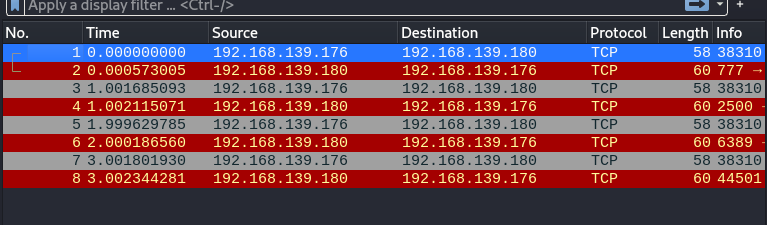 Apply a display filter … <Ctrl-/>
No. Time Source Destination Protocol Length Info
1 0.000000000 192.168.139.176 192.168.139.180 TCP 58 38310
2 0.000573005 192.168.139.180 192.168.139.176 TCP 60 777 →
3 1.001685093 192.168.139.176 192.168.139.180 TCP 58 38310
4 1.002115071 192.168.139.180 192.168.139.176 TCP 60 2500
5 1.999629785 192.168.139.176 192.168.139.180 TCP 58 38310
6 2.000186560 192.168.139.180 192.168.139.176 TCP 60 6389
7 3.001801930 192.168.139.176 192.168.139.180 TCP 58 38310
8 3.002344281 192.168.139.180 192.168.139.176 TCP 60 44501